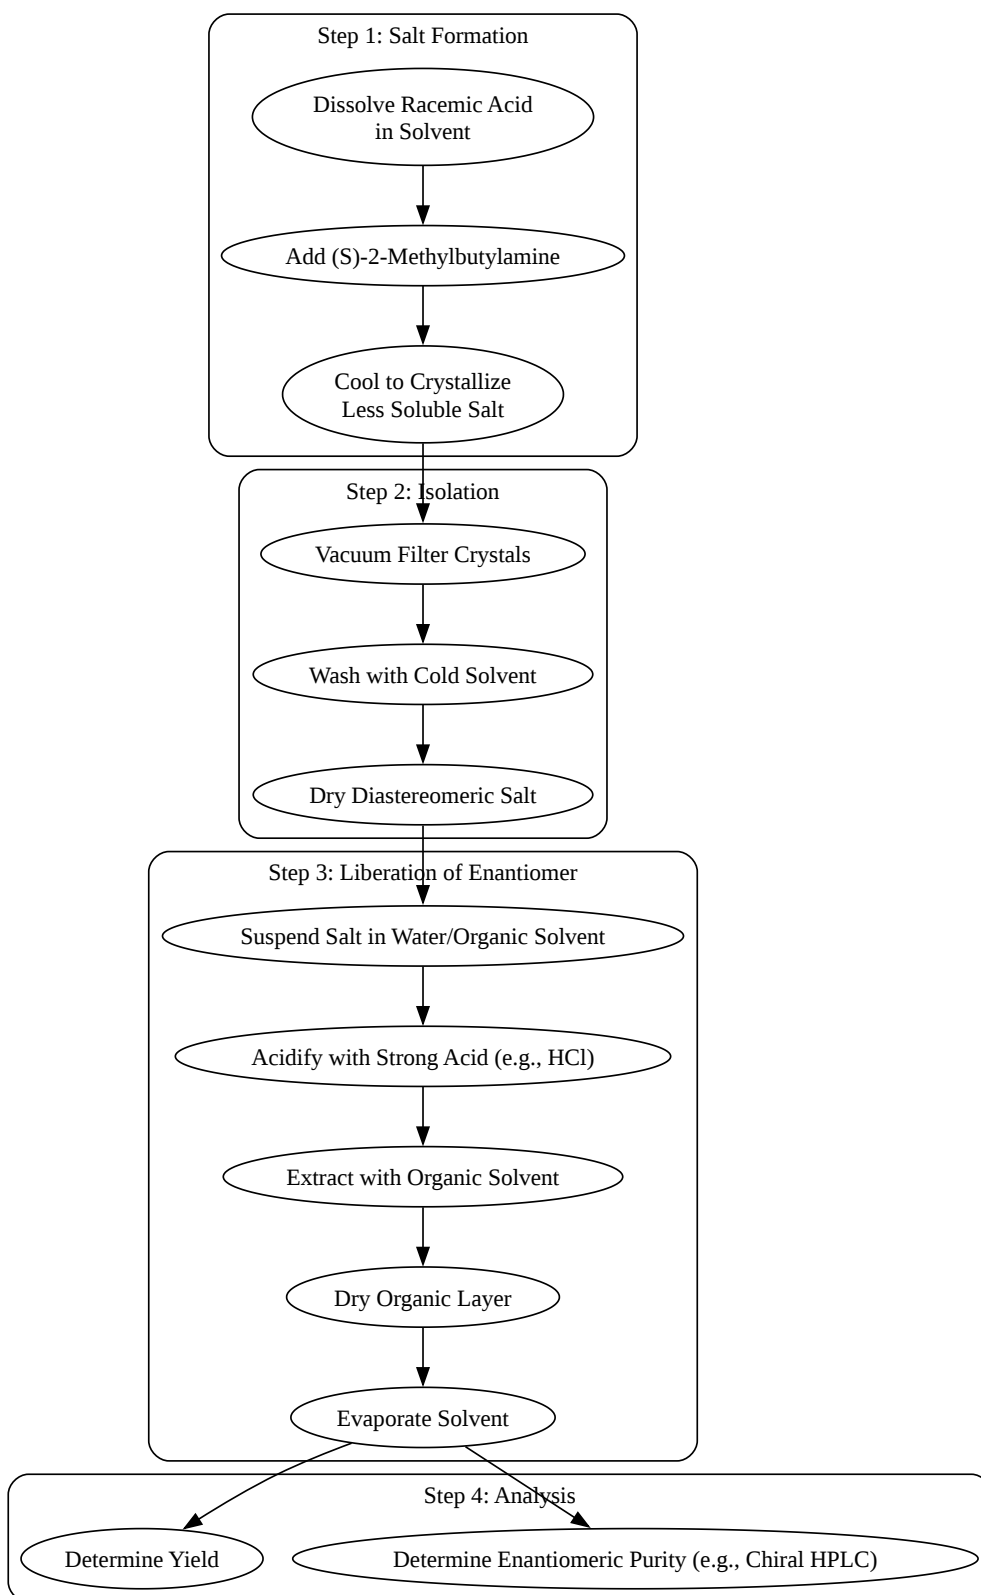 Step 1: Salt Formation
Dissolve Racemic Acid
in Solvent
Add (S)-2-Methylbutylamine
Cool to Crystallize
Less Soluble Salt
Step 2: Isolation
Vacuum Filter Crystals
Wash with Cold Solvent
Dry Diastereomeric Salt
Step 3: Liberation of Enantiomer
Suspend Salt in Water/Organic Solvent
Acidify with Strong Acid (e.g., HCl)
Extract with Organic Solvent
Dry Organic Layer
Evaporate Solvent
Step 4: Analysis
Determine Yield
Determine Enantiomeric Purity (e.g., Chiral HPLC)